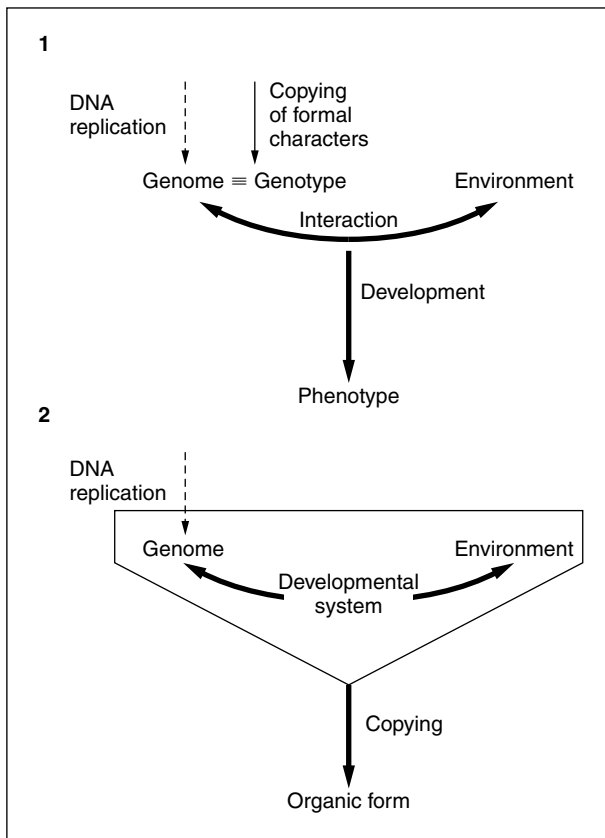 1
DNA
replication
Copying
of formal
characters
Genome ≡ Genotype
Environment
Interaction
Development
Phenotype
2
DNA
replication
Genome
Environment
Developmental
system
Copying
Organic form